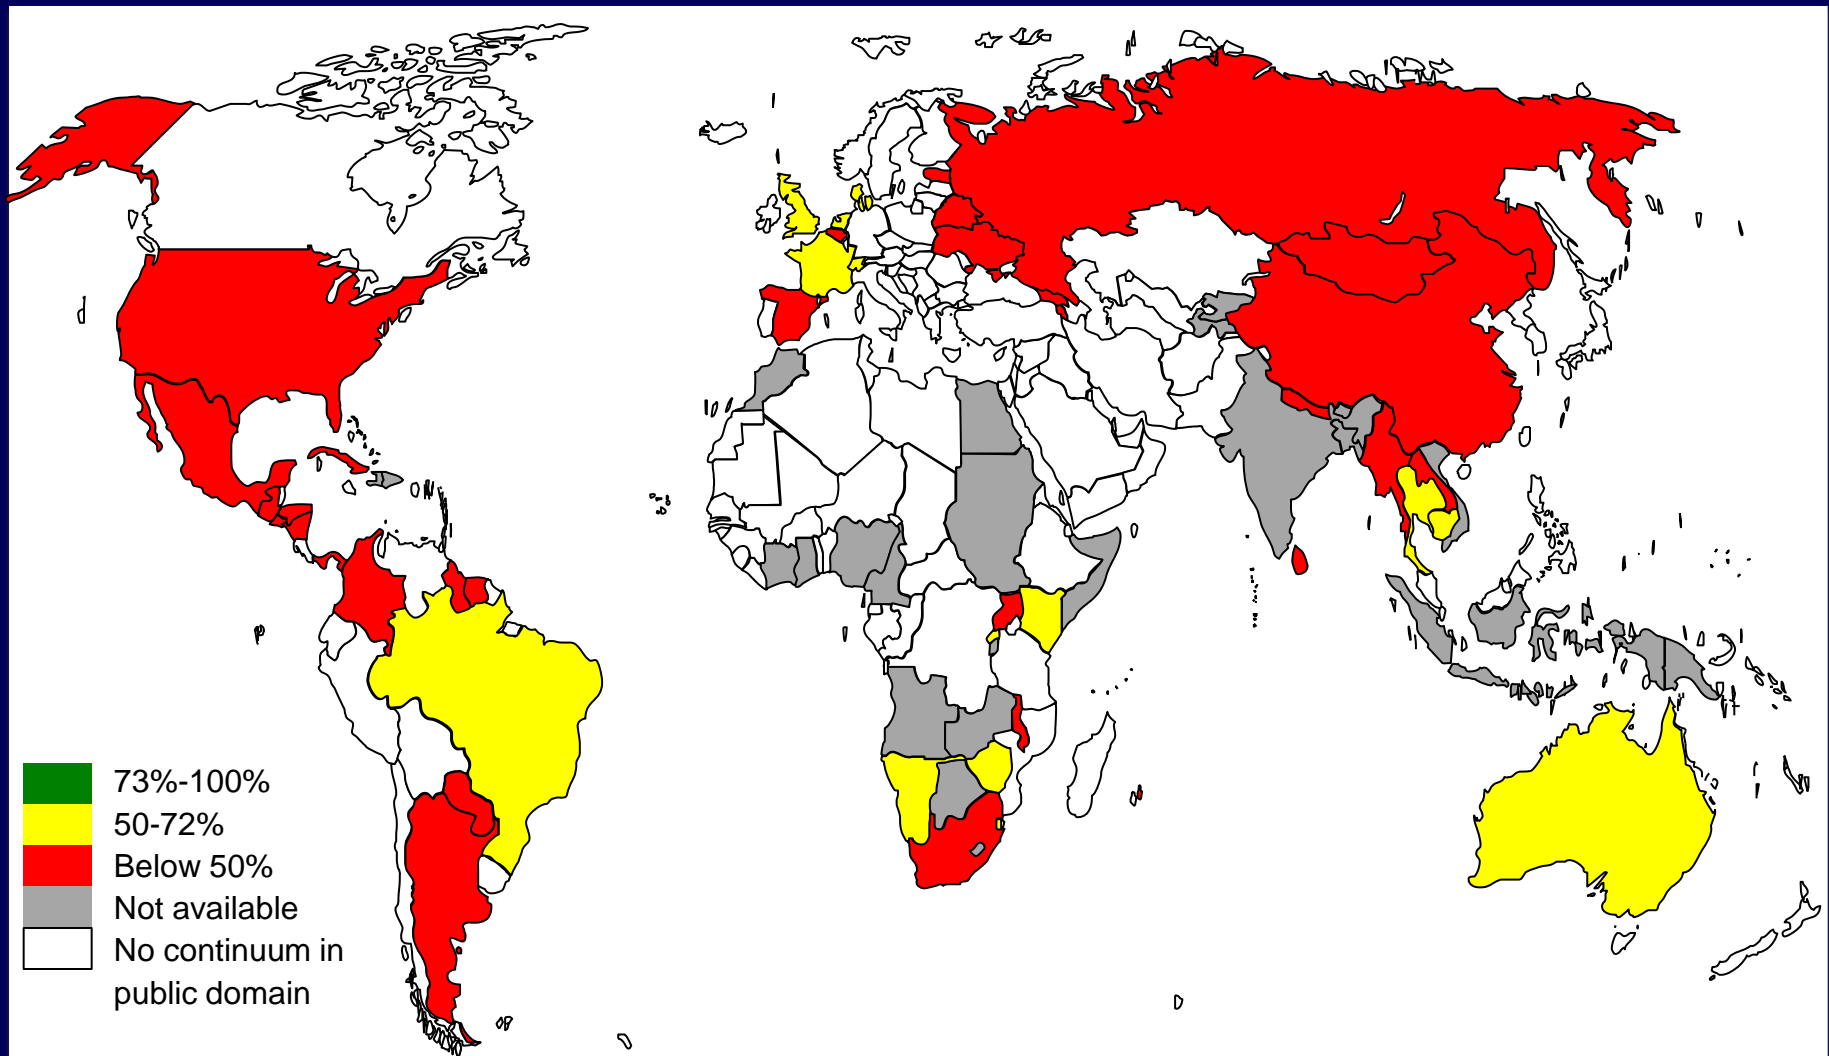 73%-100%
50-72%
Below 50%
Not available
No continuum in
public domain